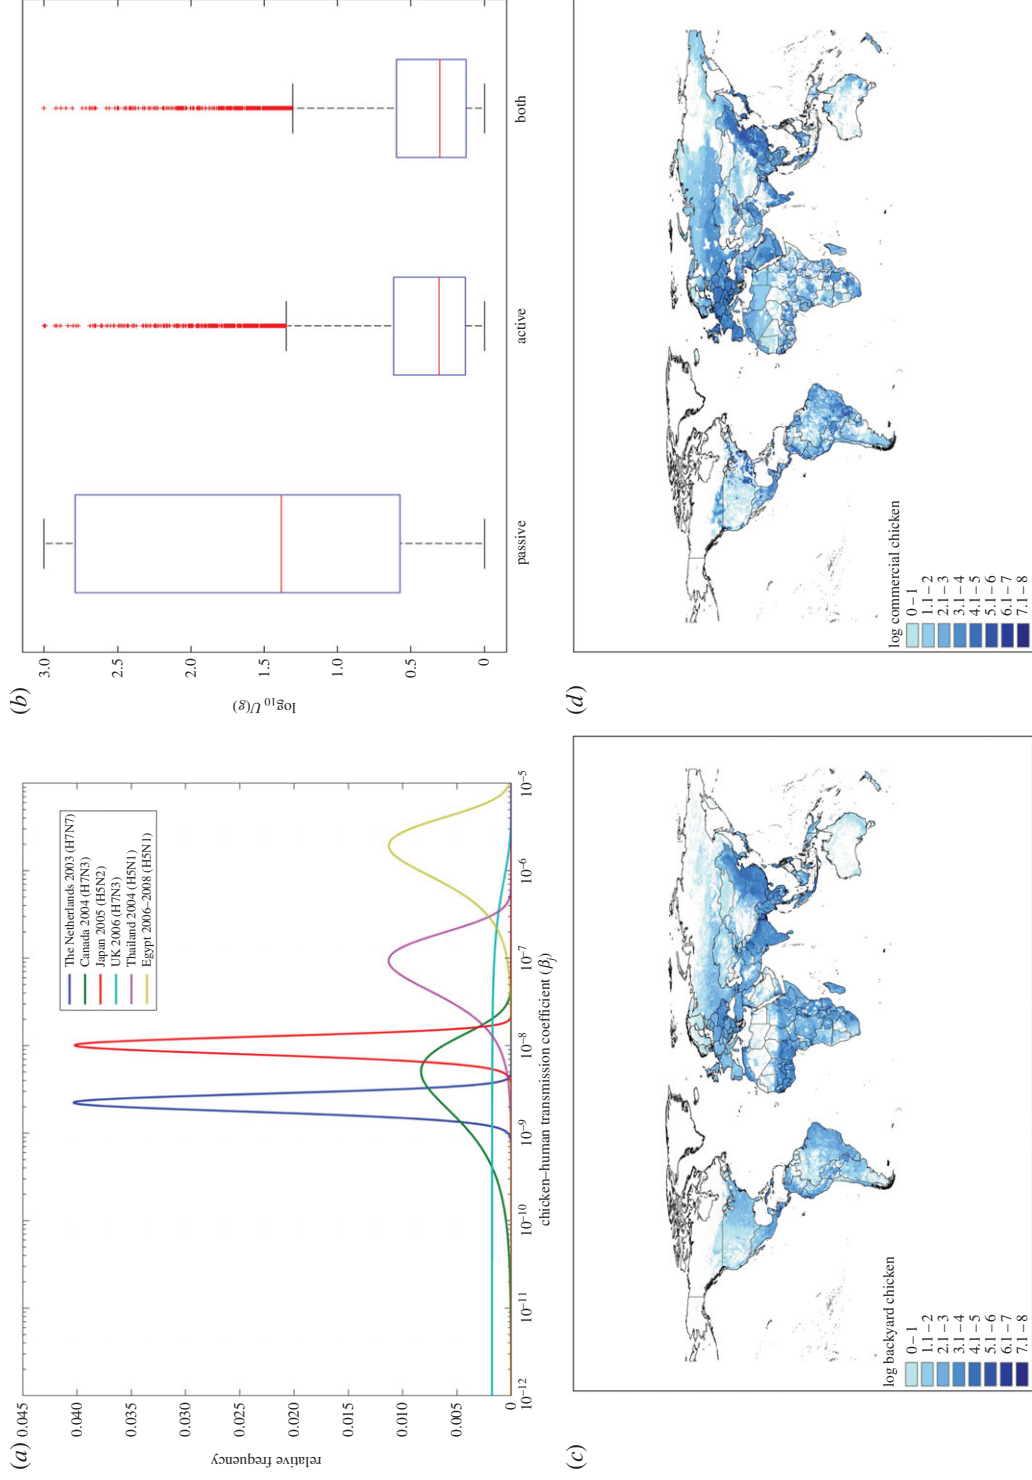 (a)
0.045
0.040
0.035
0.030
0.025
0.020
0.015
0.010
0.005
0
relative frequency
10⁻¹²
10⁻¹¹
10⁻¹⁰
10⁻⁹
10⁻⁸
10⁻⁷
10⁻⁶
10⁻⁵
chicken–human transmission coefficient (βj)
The Netherlands 2003 (H7N7)
Canada 2004 (H7N3)
Japan 2005 (H5N2)
UK 2006 (H7N3)
Thailand 2004 (H5N1)
Egypt 2006–2008 (H5N1)
(b)
3.0
2.5
2.0
1.5
1.0
0.5
0
log₁₀ U(g)
passive
active
both
(c)
log backyard chicken
0–1
1.1–2
2.1–3
3.1–4
4.1–5
5.1–6
6.1–7
7.1–8
(d)
log commercial chicken
0–1
1.1–2
2.1–3
3.1–4
4.1–5
5.1–6
6.1–7
7.1–8